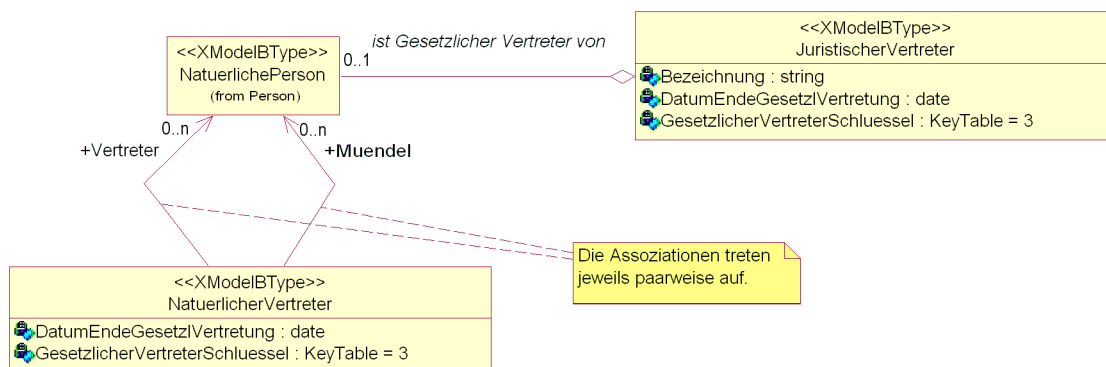 <<XModelBType>>
NatuerlichePerson
(from Person)
ist Gesetzlicher Vertreter von
0..1
<<XModelBType>>
JuristischerVertreter
Bezeichnung : string
DatumEndeGesetzlVertretung : date
GesetzlicherVertreterSchluessel : KeyTable = 3
0..n
0..n
+Vertreter
+Muendel
Die Assoziationen treten
jeweils paarweise auf.
<<XModelBType>>
NatuerlicherVertreter
DatumEndeGesetzlVertretung : date
GesetzlicherVertreterSchluessel : KeyTable = 3